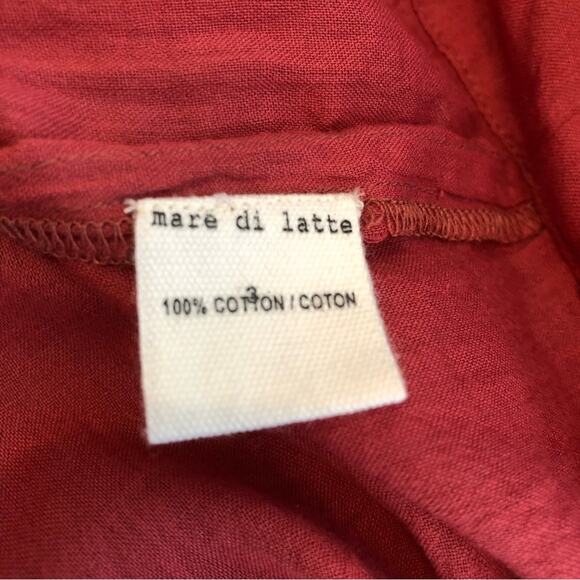 mare di latte
3
100% COTTON / COTON